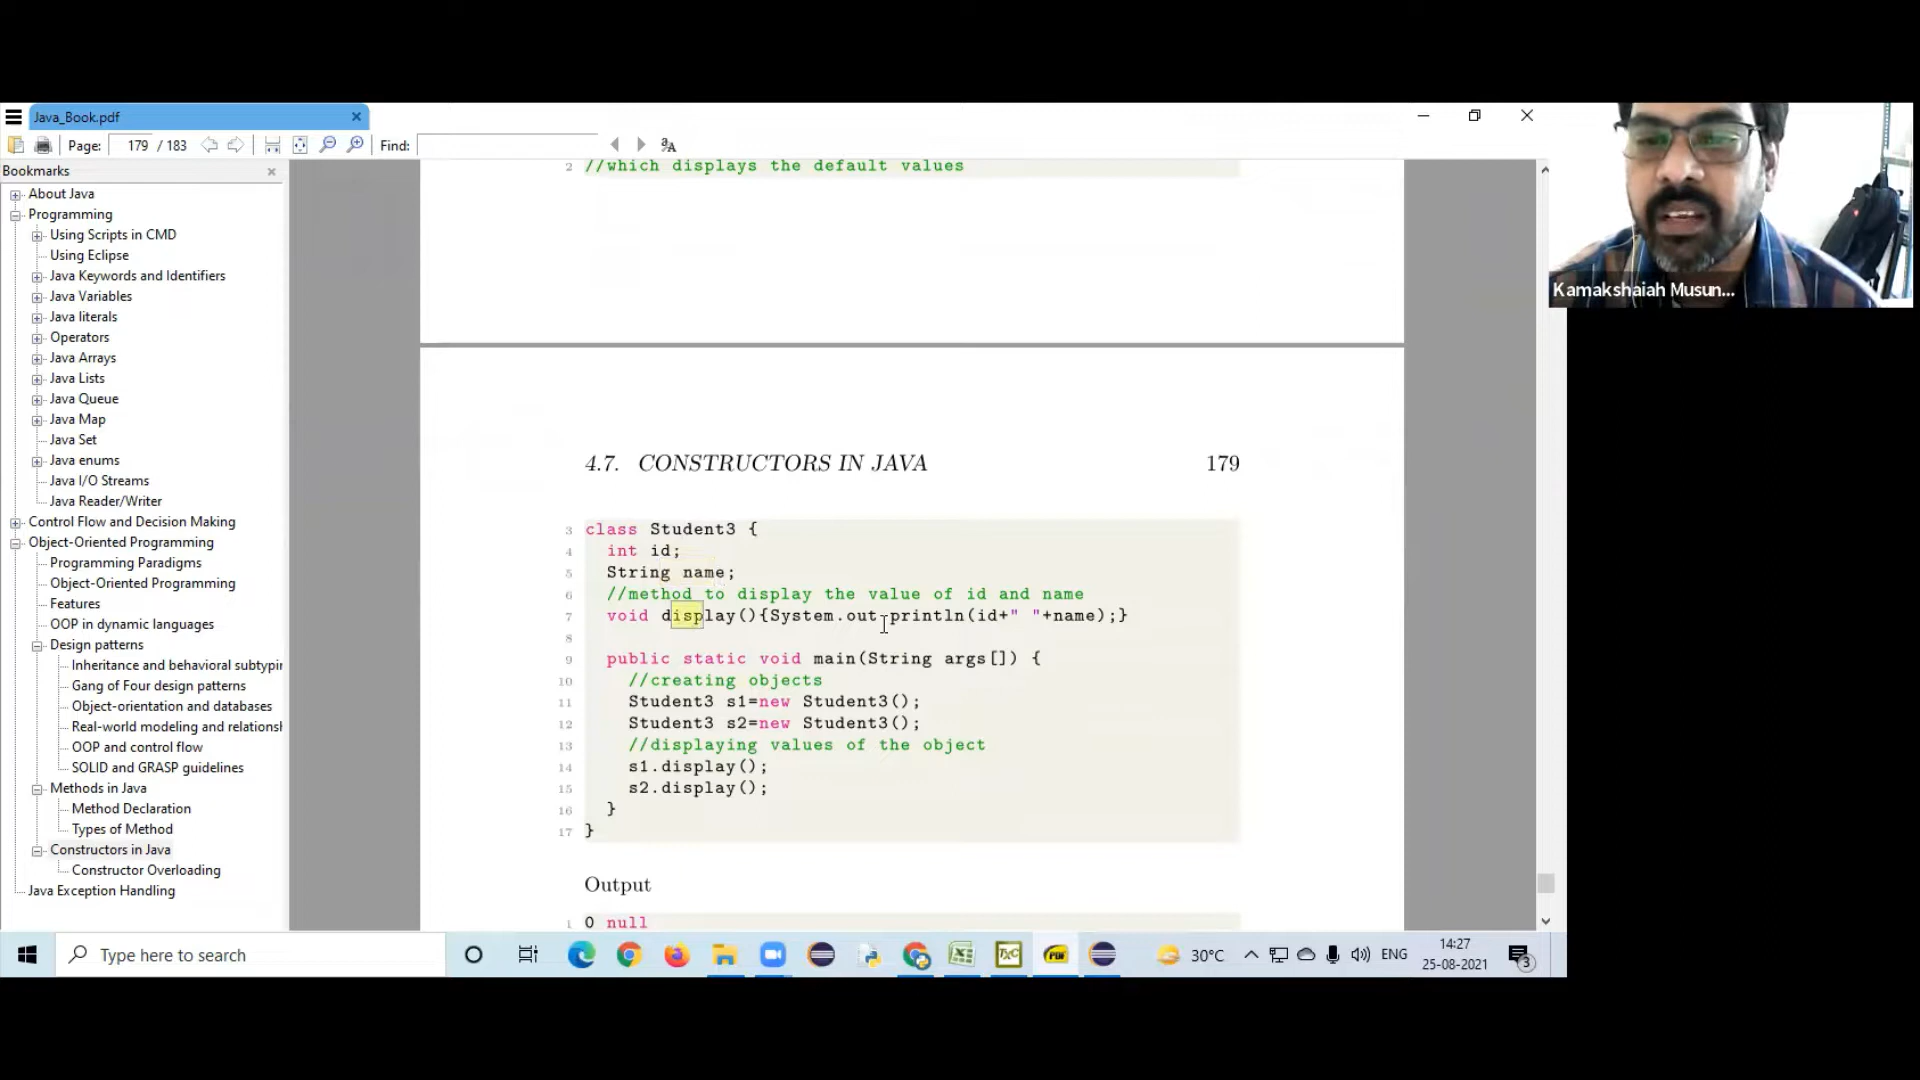 Java_Book.pdf
Page: 179 / 183 Find:
Bookmarks
About Java
Programming
Using Scripts in CMD
Using Eclipse
Java Keywords and Identifiers
Java Variables
Java literals
Operators
Java Arrays
Java Lists
Java Queue
Java Map
Java Set
Java enums
Java I/O Streams
Java Reader/Writer
Control Flow and Decision Making
Object-Oriented Programming
Programming Paradigms
Object-Oriented Programming
Features
OOP in dynamic languages
Design patterns
Inheritance and behavioral subtypir
Gang of Four design patterns
Object-orientation and databases
Real-world modeling and relationsh
OOP and control flow
SOLID and GRASP guidelines
Methods in Java
Method Declaration
Types of Method
Constructors in Java
Constructor Overloading
Java Exception Handling
2 //which displays the default values
4.7. CONSTRUCTORS IN JAVA 179
3 class Student3 {
4 int id;
5 String name;
6 //method to display the value of id and name
7 void display(){System.out.println(id+" "+name);}
8
9 public static void main(String args[]) {
10 //creating objects
11 Student3 s1=new Student3();
12 Student3 s2=new Student3();
13 //displaying values of the object
14 s1.display();
15 s2.display();
16 }
17 }
Output
1 0 null
Kamakshaiah Musun...
Type here to search
30°C
ENG
14:27
25-08-2021
3